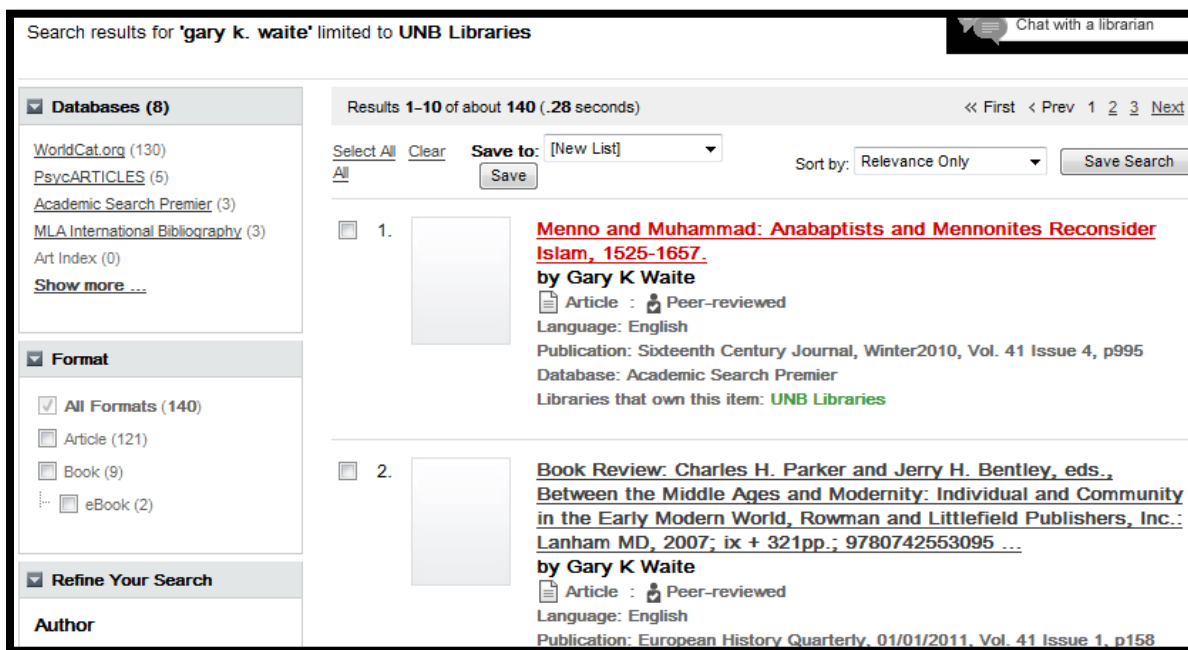 Search results for 'gary k. waite' limited to UNB Libraries
Chat with a librarian
Databases (8)
WorldCat.org (130)
PsycARTICLES (5)
Academic Search Premier (3)
MLA International Bibliography (3)
Art Index (0)
Show more ...
Format
All Formats (140)
Article (121)
Book (9)
eBook (2)
Refine Your Search
Author
Results 1-10 of about 140 (.28 seconds)
<< First < Prev 1 2 3 Next
Select All Clear All
Save to: [New List]
Save
Sort by: Relevance Only
Save Search
1.
Menno and Muhammad: Anabaptists and Mennonites Reconsider
Islam, 1525-1657.
by Gary K Waite
Article : Peer-reviewed
Language: English
Publication: Sixteenth Century Journal, Winter2010, Vol. 41 Issue 4, p995
Database: Academic Search Premier
Libraries that own this item: UNB Libraries
2.
Book Review: Charles H. Parker and Jerry H. Bentley, eds.,
Between the Middle Ages and Modernity: Individual and Community
in the Early Modern World, Rowman and Littlefield Publishers, Inc.:
Lanham MD, 2007; ix + 321pp.; 9780742553095 ...
by Gary K Waite
Article : Peer-reviewed
Language: English
Publication: European History Quarterly, 01/01/2011, Vol. 41 Issue 1, p158